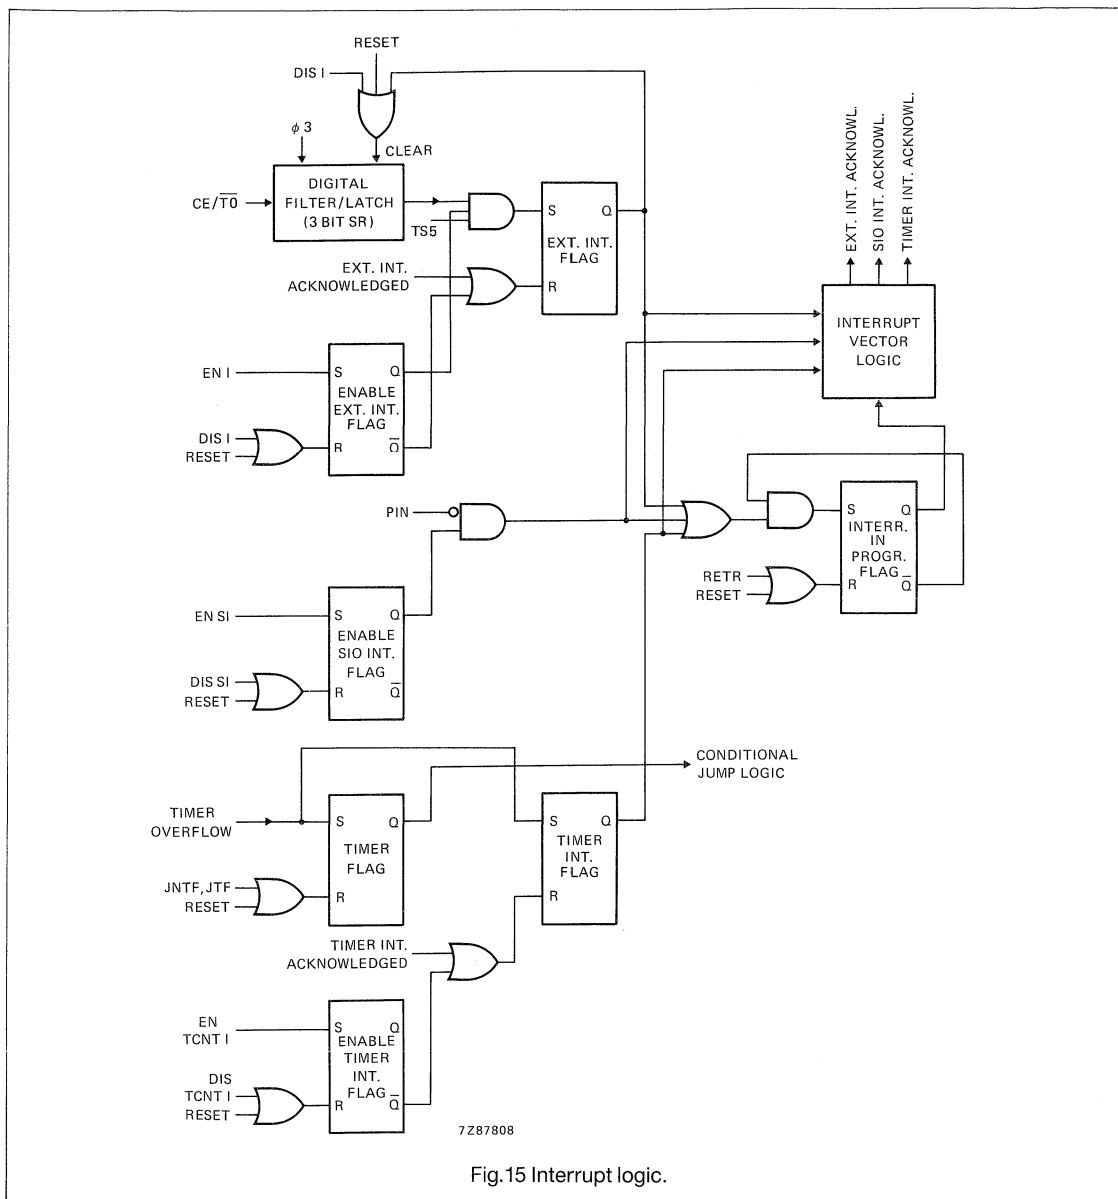 RESET
DIS I
φ 3
CLEAR
CE/T̅0̅
DIGITAL
FILTER/LATCH
(3 BIT SR)
TS5
S Q
EXT. INT.
FLAG
R
EXT. INT.
ACKNOWLEDGED
EXT. INT. ACKNOWL.
SIO INT. ACKNOWL.
TIMER INT. ACKNOWL.
INTERRUPT
VECTOR
LOGIC
EN I
S Q
ENABLE
EXT. INT.
FLAG
R Q̅
DIS I
RESET
PIN
S Q
INTERR.
IN
PROGR.
FLAG
R Q̅
RETR
RESET
EN SI
S Q
ENABLE
SIO INT.
FLAG
R Q̅
DIS SI
RESET
CONDITIONAL
JUMP LOGIC
TIMER
OVERFLOW
S Q
TIMER
FLAG
R
JNTF,JTF
RESET
S Q
TIMER
INT.
FLAG
R
TIMER INT.
ACKNOWLEDGED
EN
TCNT I
S Q
ENABLE
TIMER
INT.
FLAG
R Q̅
DIS
TCNT I
RESET
7Z87808
Fig.15 Interrupt logic.